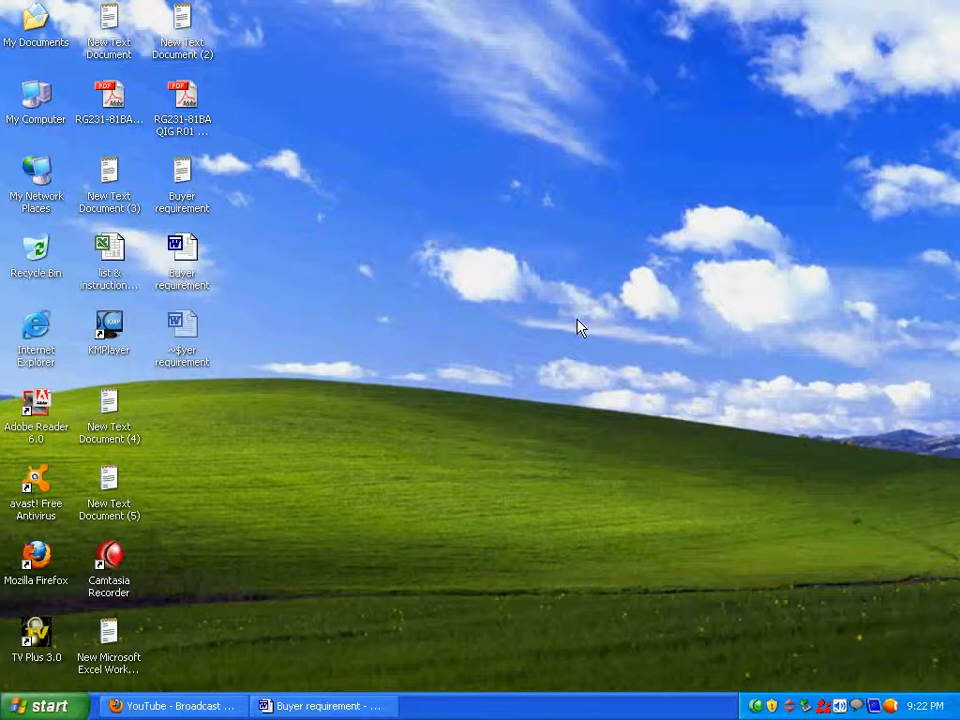 My Documents
New Text
Document
New Text
Document (2)
My Computer
RG231-81BA...
RG231-81BA
QIG R01 ...
My Network
Places
New Text
Document (3)
Buyer
requirement
Recycle Bin
list &
instruction...
Buyer
requirement
Internet
Explorer
KMPlayer
~$yer
requirement
Adobe Reader
6.0
New Text
Document (4)
avast! Free
Antivirus
New Text
Document (5)
Mozilla Firefox
Camtasia
Recorder
TV Plus 3.0
New Microsoft
Excel Work...
start
YouTube - Broadcast ...
Buyer requirement - ...
9:22 PM